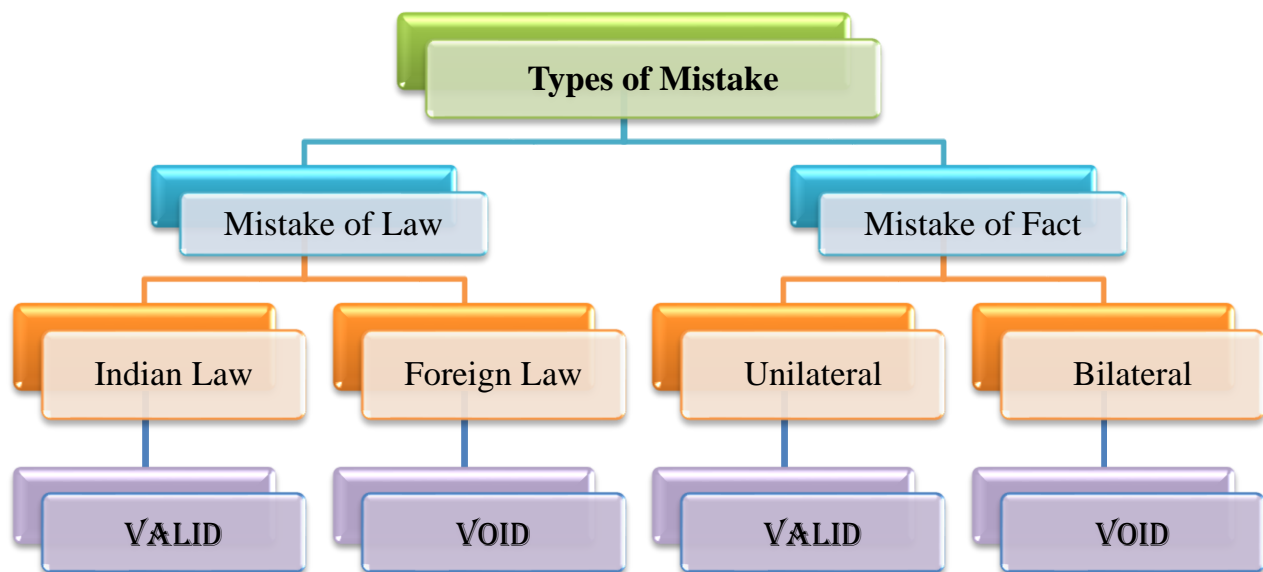 Types of Mistake
Mistake of Law
Mistake of Fact
Indian Law
Foreign Law
Unilateral
Bilateral
VALID
VOID
VALID
VOID